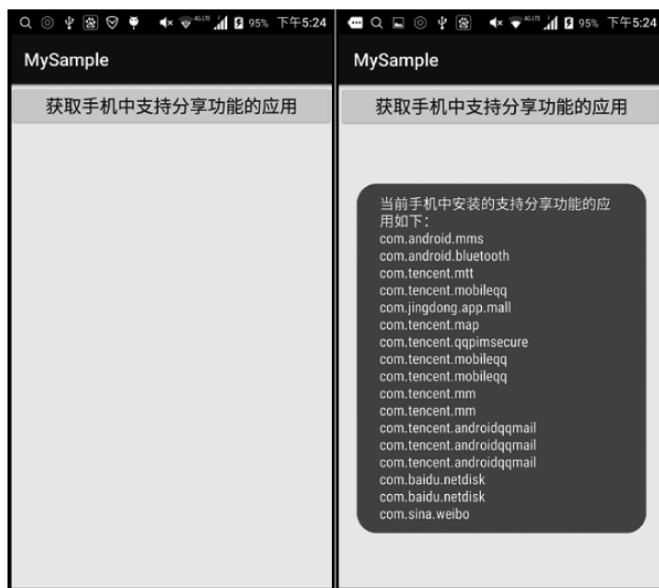 4G LTE 95% 下午5:24
MySample
获取手机中支持分享功能的应用
4G LTE 95% 下午5:24
MySample
获取手机中支持分享功能的应用
当前手机中安装的支持分享功能的应
用如下：
com.android.mms
com.android.bluetooth
com.tencent.mtt
com.tencent.mobileqq
com.jingdong.app.mall
com.tencent.map
com.tencent.qqpimsecure
com.tencent.mobileqq
com.tencent.mobileqq
com.tencent.mm
com.tencent.mm
com.tencent.androidqqmail
com.tencent.androidqqmail
com.tencent.androidqqmail
com.baidu.netdisk
com.baidu.netdisk
com.sina.weibo